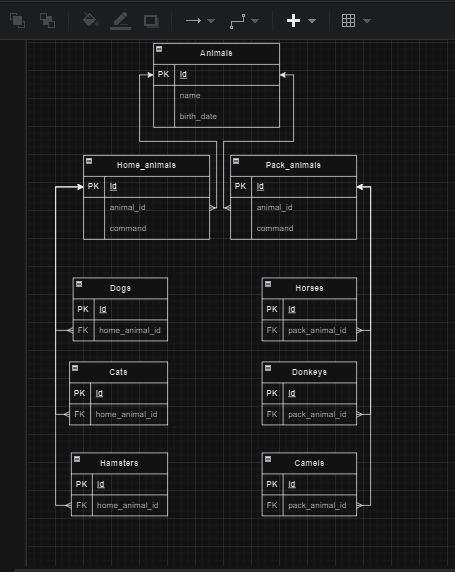 Animals
PK Id
name
birth_date
Home_animals
PK Id
animal_id
command
Pack_animals
PK Id
animal_id
command
Dogs
PK Id
FK home_animal_id
Cats
PK Id
FK home_animal_id
Hamsters
PK Id
FK home_animal_id
Horses
PK Id
FK pack_animal_id
Donkeys
PK Id
FK pack_animal_id
Camels
PK Id
FK pack_animal_id